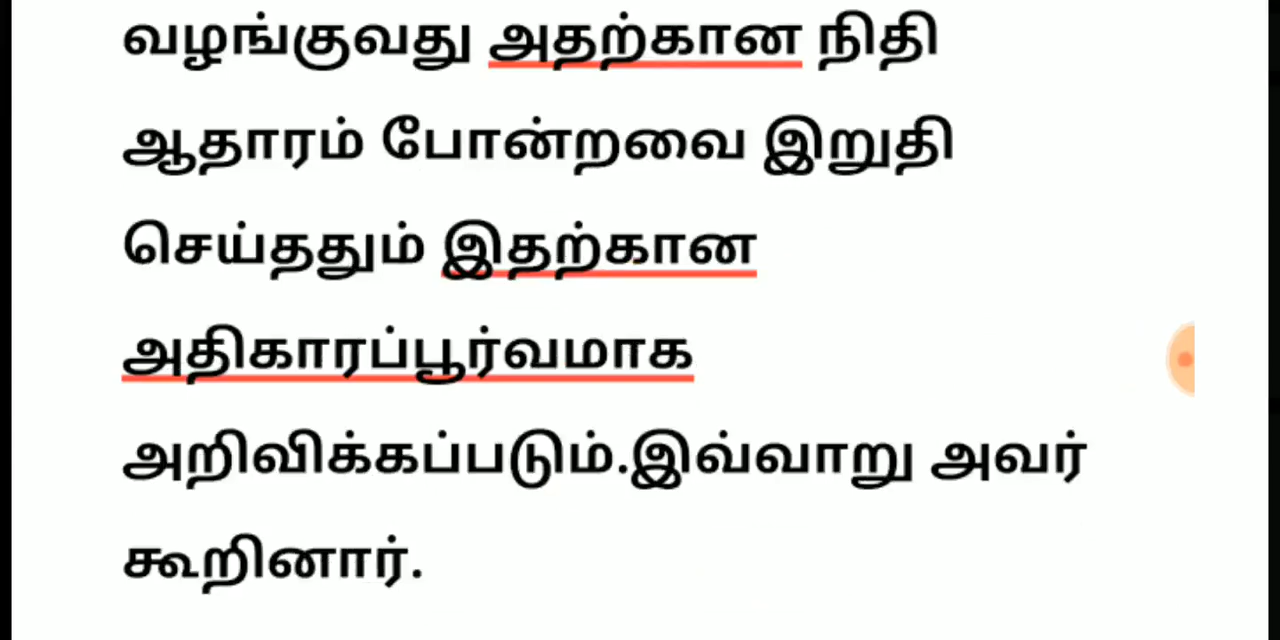 வழங்குவது அதற்கான நிதி
ஆதாரம் போன்றவை இறுதி
செய்ததும் இதற்கான
அதிகாரப்பூர்வமாக
அறிவிக்கப்படும்.இவ்வாறு அவர்
கூறினார்.